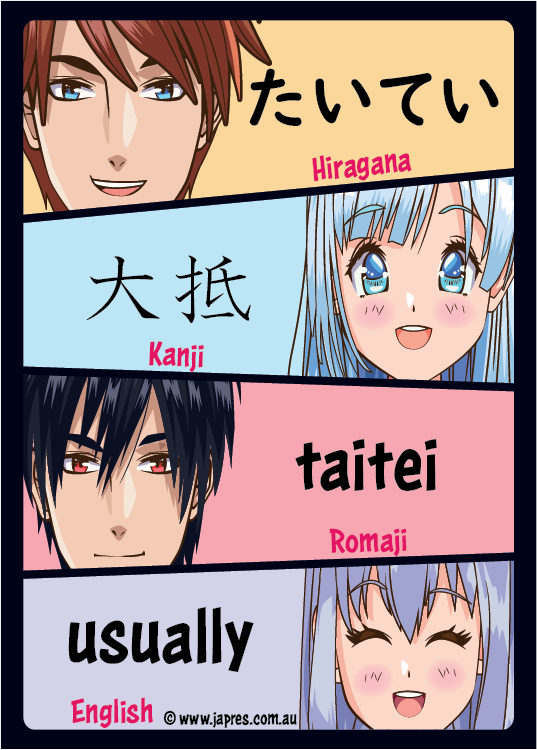 たいてい
Hiragana
大抵
Kanji
taitei
Romaji
usually
English
© www.japres.com.au